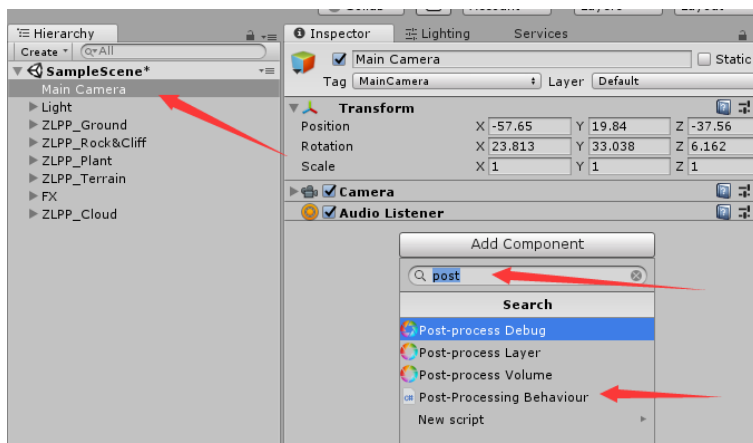 Hierarchy
Create
All
SampleScene*
Main Camera
Light
ZLPP_Ground
ZLPP_Rock&Cliff
ZLPP_Plant
ZLPP_Terrain
FX
ZLPP_Cloud
Inspector Lighting Services
Main Camera Static
Tag MainCamera Layer Default
Transform
Position X -57.65 Y 19.84 Z -37.56
Rotation X 23.813 Y 33.038 Z 6.162
Scale X 1 Y 1 Z 1
Camera
Audio Listener
Add Component
post
Search
Post-process Debug
Post-process Layer
Post-process Volume
Post-Processing Behaviour
New script